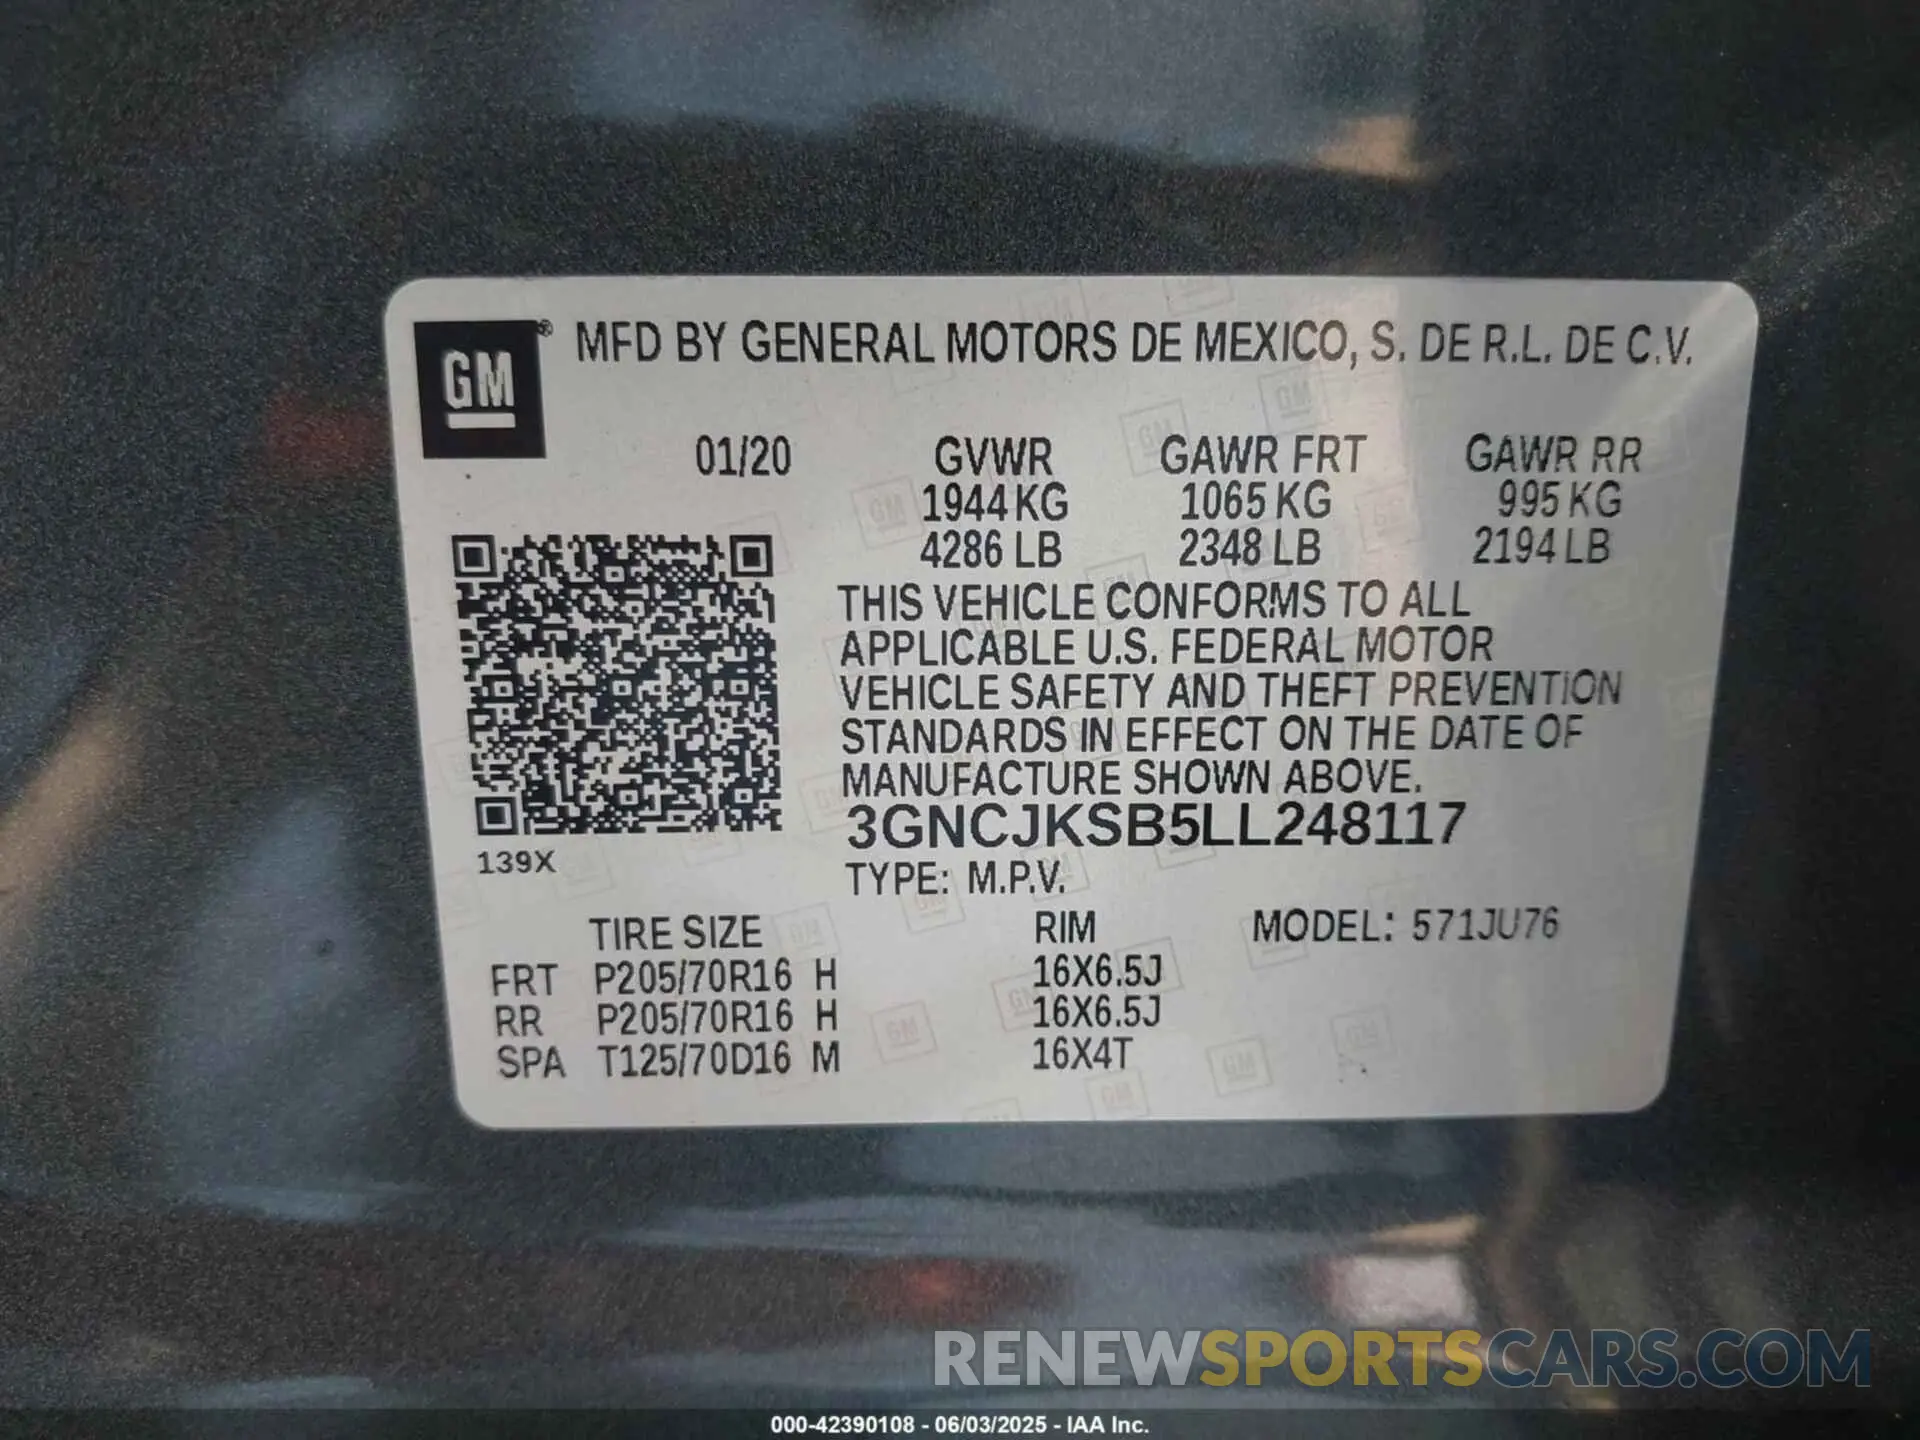 GM
® MFD BY GENERAL MOTORS DE MEXICO, S. DE R.L. DE C.V.
01/20 GVWR GAWR FRT GAWR RR
1944 KG 1065 KG 995 KG
4286 LB 2348 LB 2194 LB
THIS VEHICLE CONFORMS TO ALL
APPLICABLE U.S. FEDERAL MOTOR
VEHICLE SAFETY AND THEFT PREVENTION
STANDARDS IN EFFECT ON THE DATE OF
MANUFACTURE SHOWN ABOVE.
3GNCJKSB5LL248117
139X
TYPE: M.P.V.
TIRE SIZE RIM MODEL: 571JU76
FRT P205/70R16 H 16X6.5J
RR P205/70R16 H 16X6.5J
SPA T125/70D16 M 16X4T
RENEWSPORTSCARS.COM
000-42390108 - 06/03/2025 - IAA Inc.